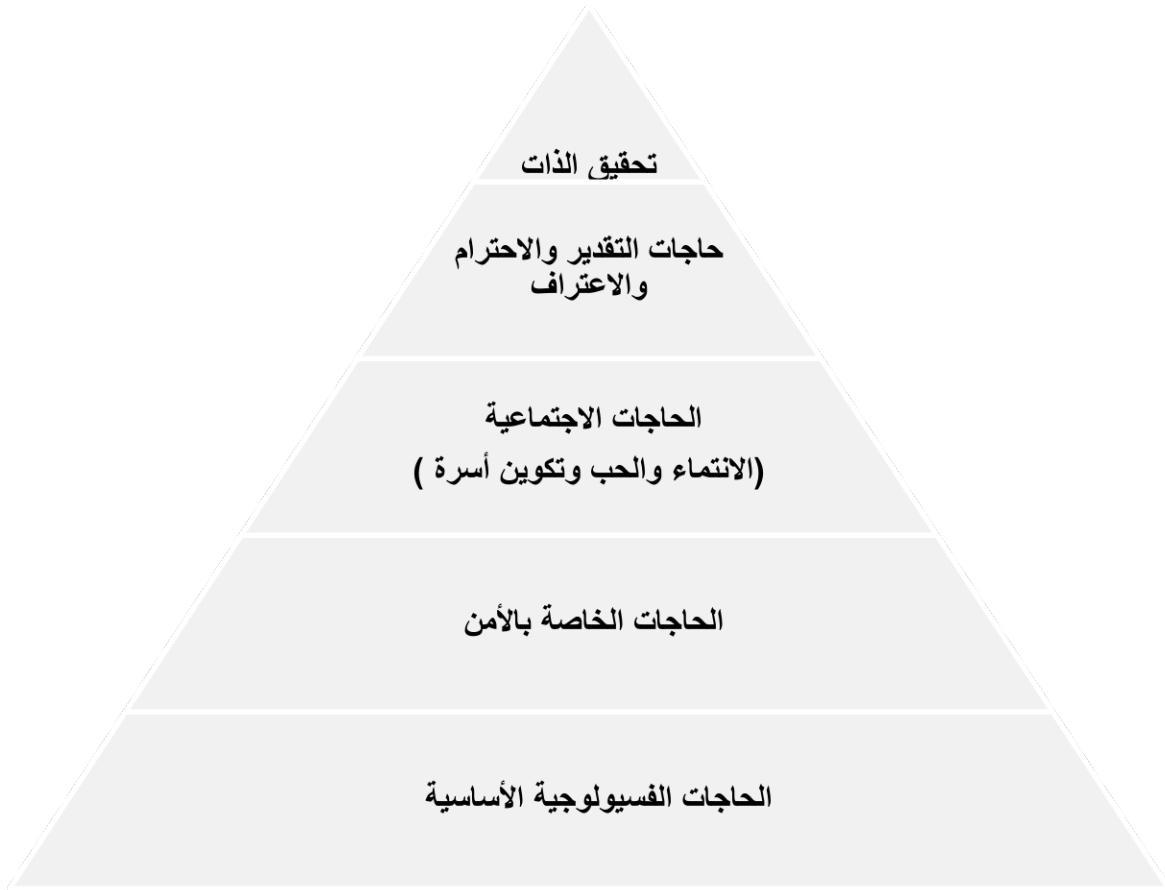 تحقيق الذات
حاجات التقدير والاحترام
والاعتراف
الحاجات الاجتماعية
(الانتماء والحب وتكوين أسرة )
الحاجات الخاصة بالأمن
الحاجات الفسيولوجية الأساسية